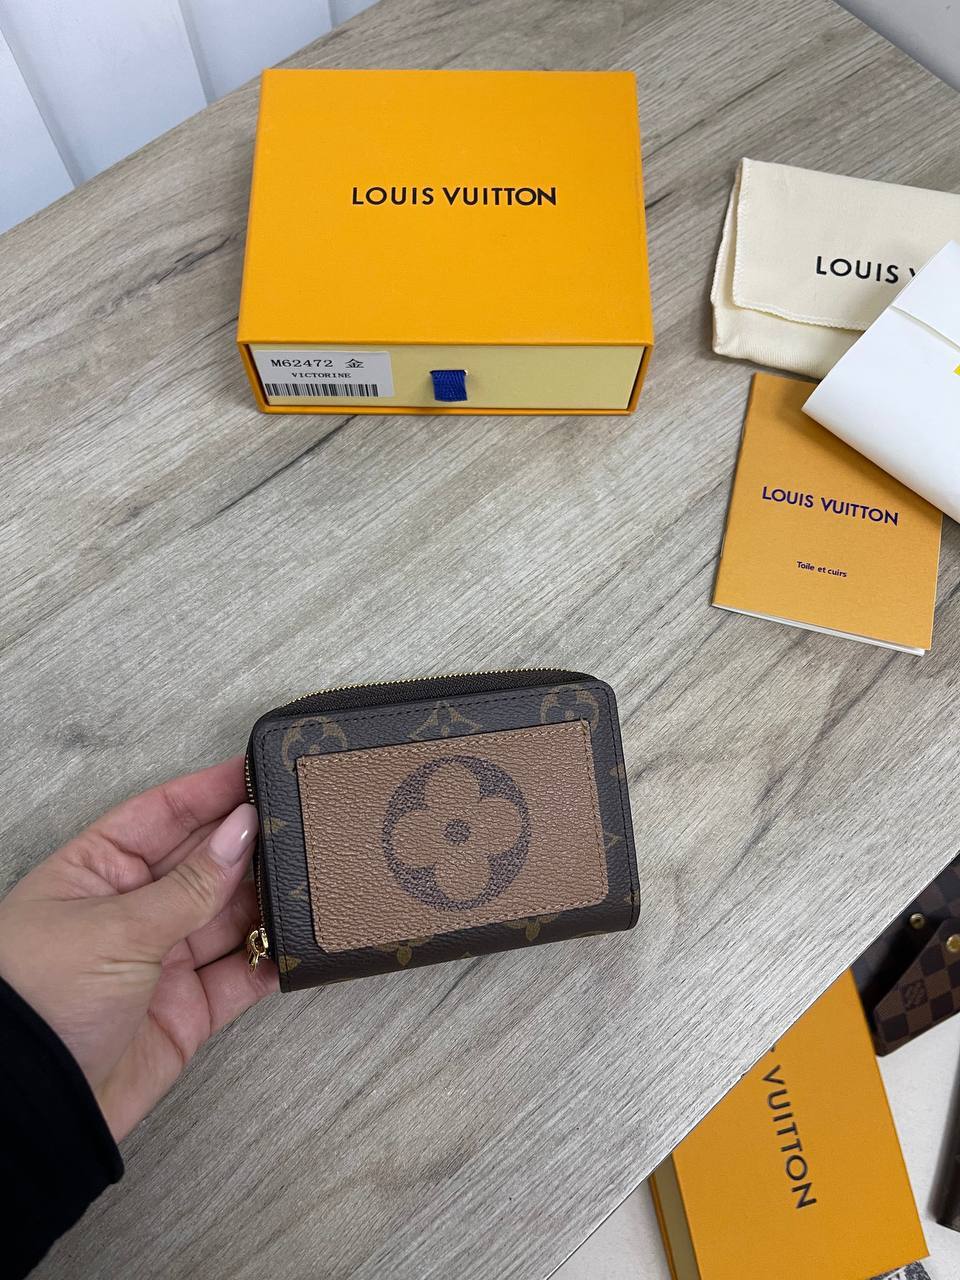 LOUIS VUITTON
M62472 金
VICTORINE
LOUIS V
LOUIS VUITTON
Toile et cuirs
VUITTON